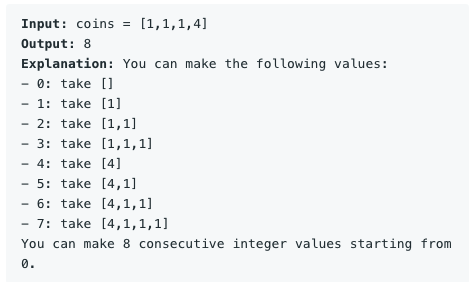 Input: coins = [1,1,1,4]
Output: 8
Explanation: You can make the following values:
- 0: take []
- 1: take [1]
- 2: take [1,1]
- 3: take [1,1,1]
- 4: take [4]
- 5: take [4,1]
- 6: take [4,1,1]
- 7: take [4,1,1,1]
You can make 8 consecutive integer values starting from
0.